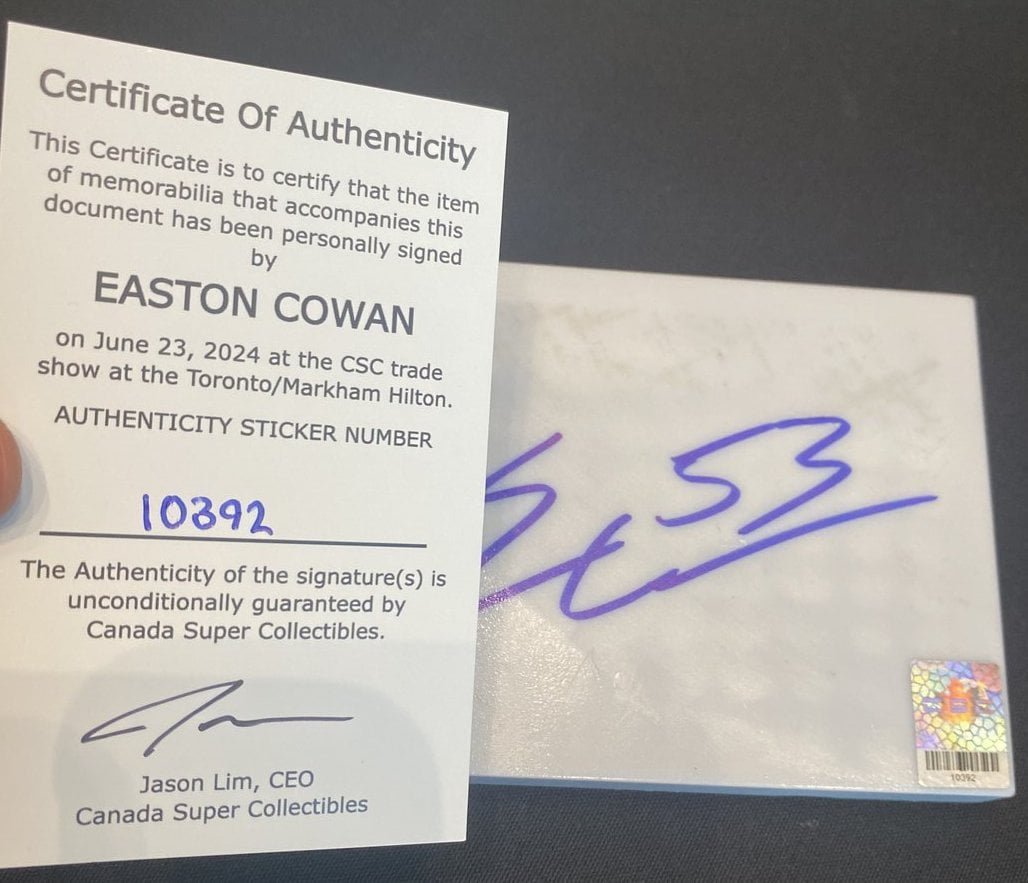 Certificate Of Authenticity
This Certificate is to certify that the item
of memorabilia that accompanies this
document has been personally signed
by
EASTON COWAN
on June 23, 2024 at the CSC trade
show at the Toronto/Markham Hilton.
AUTHENTICITY STICKER NUMBER
10392
The Authenticity of the signature(s) is
unconditionally guaranteed by
Canada Super Collectibles.
Jason Lim, CEO
Canada Super Collectibles
53
10392